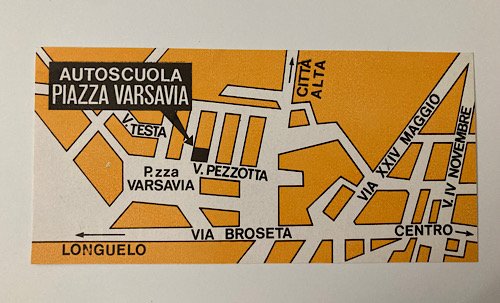 AUTOSCUOLA
PIAZZA VARSAVIA
CITTÀ
ALTA
V. TESTA
VIA XXIV MAGGIO
V. IV NOVEMBRE
P.zza
VARSAVIA
V. PEZZOTTA
VIA BROSETA
CENTRO
LONGUELO